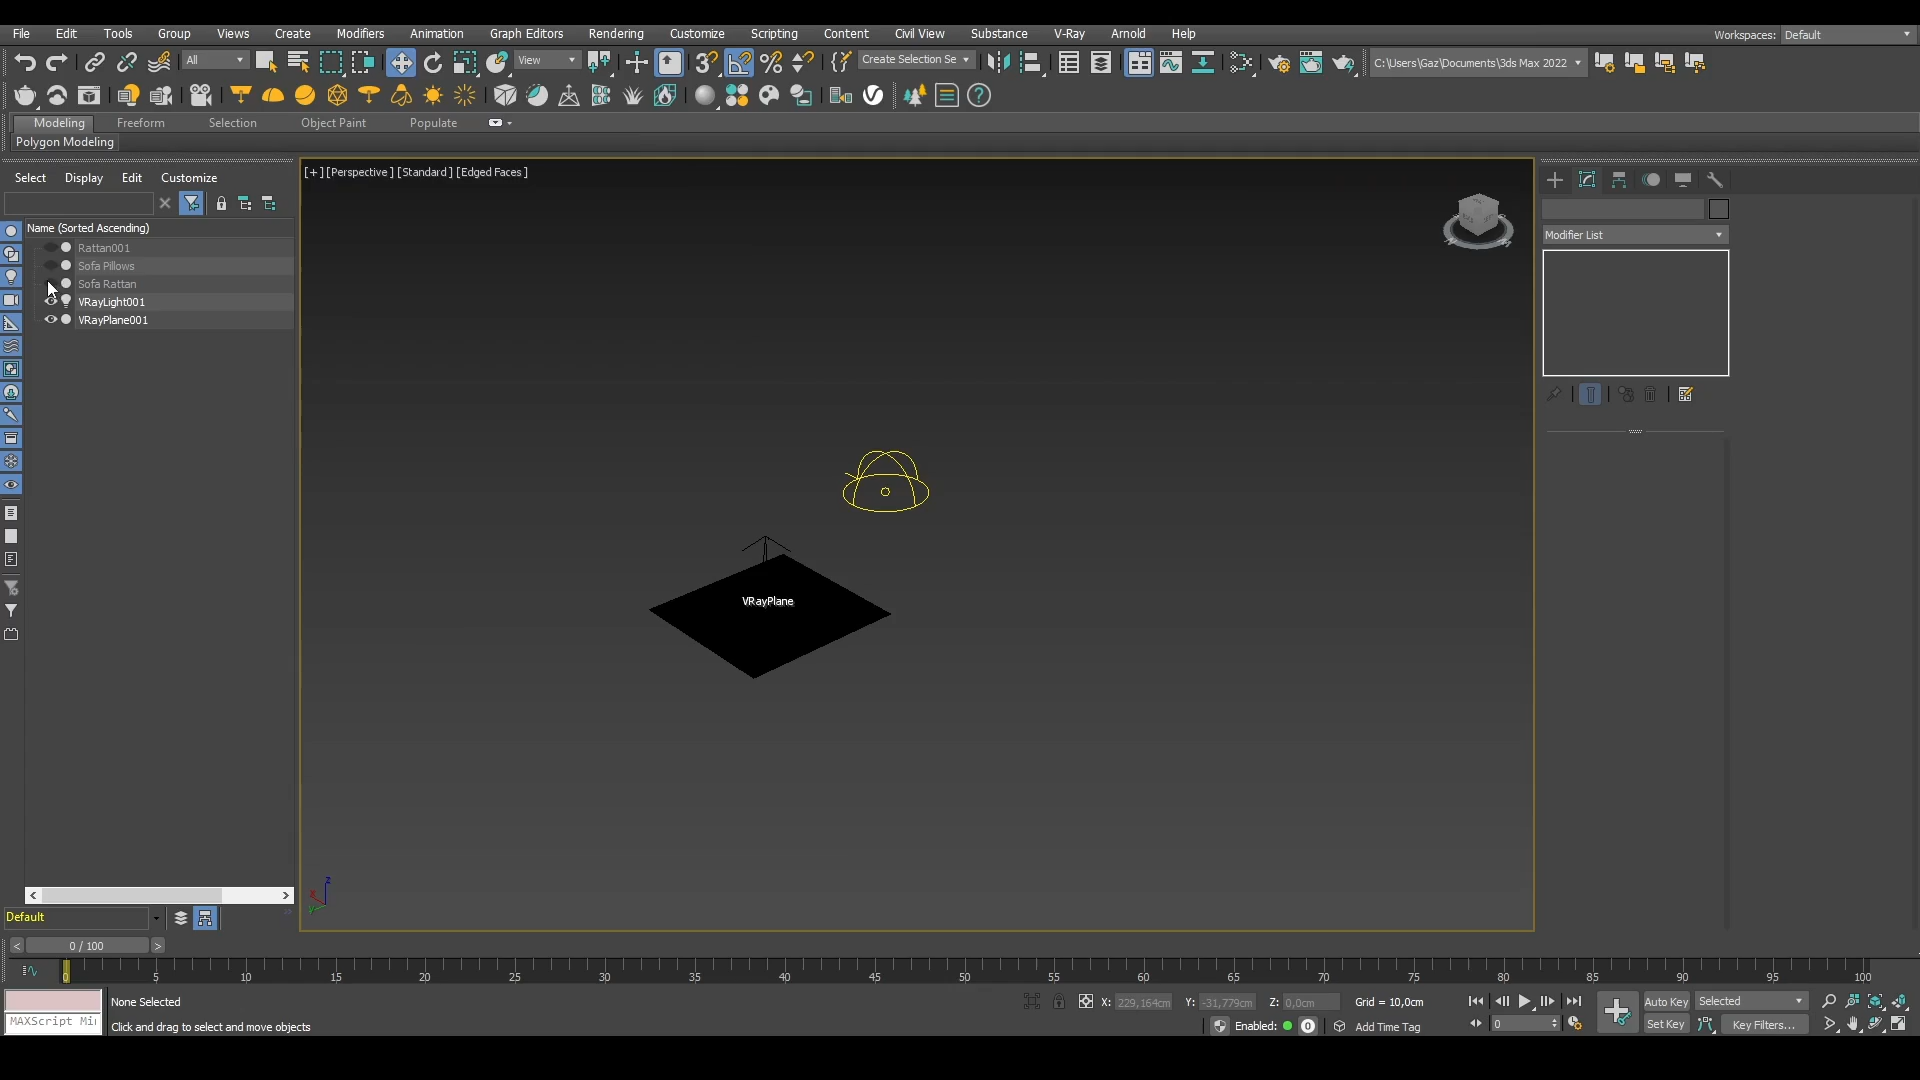 File Edit Tools Group Views Create Modifiers Animation Graph Editors Rendering Customize Scripting Content Civil View Substance V-Ray Arnold Help Workspaces: Default
All View Create Selection Se C:\Users\Gaz\Documents\3ds Max 2022
Modeling Freeform Selection Object Paint Populate
Polygon Modeling
[+] [Perspective ] [Standard ] [Edged Faces ]
Select Display Edit Customize
Name (Sorted Ascending)
Rattan001
Modifier List
Sofa Pillows
Sofa Rattan
VRayLight001
VRayPlane001
VRayPlane
z
x
y
Default
< 0 / 100 >
0 5 10 15 20 25 30 35 40 45 50 55 60 65 70 75 80 85 90 95 100
None Selected X: 229,164cm Y: -31,779cm Z: 0,0cm Grid = 10,0cm Auto Key Selected
MAXScript Mi
Click and drag to select and move objects Enabled: 0 Add Time Tag 0 Set Key Key Filters...